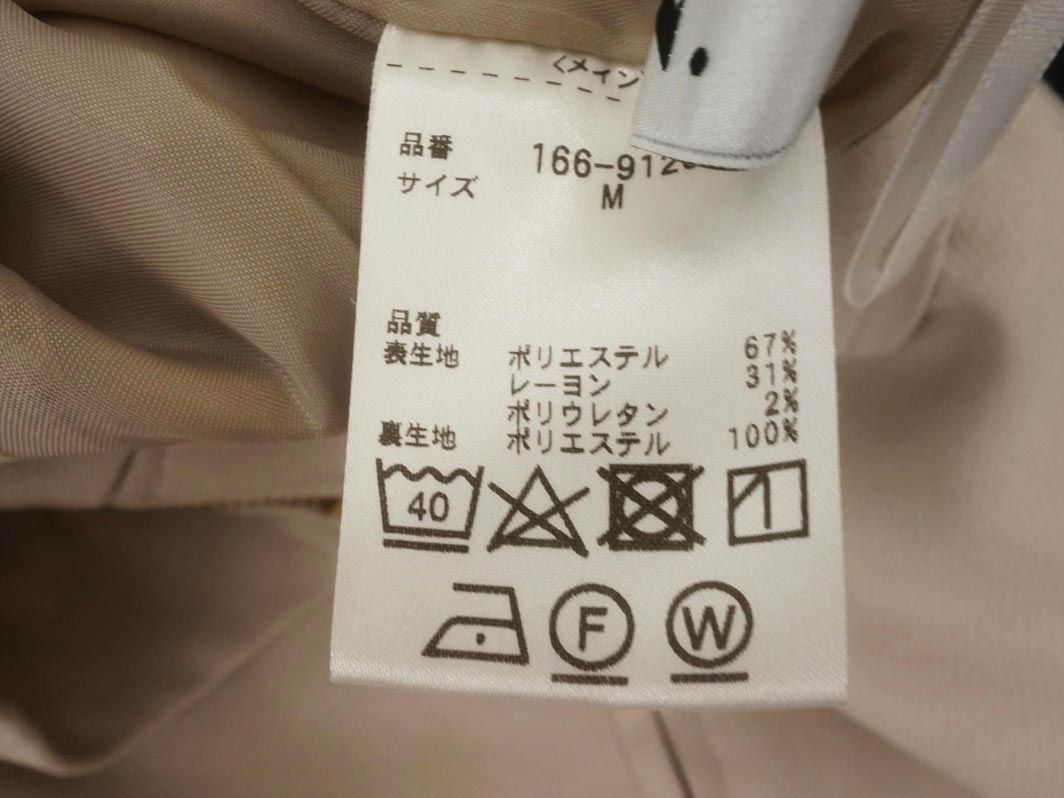 <メイン
品番 166-912
サイズ M
品質
表生地 ポリエステル 67%
レーヨン 31%
ポリウレタン 2%
裏生地 ポリエステル 100%
40
F W